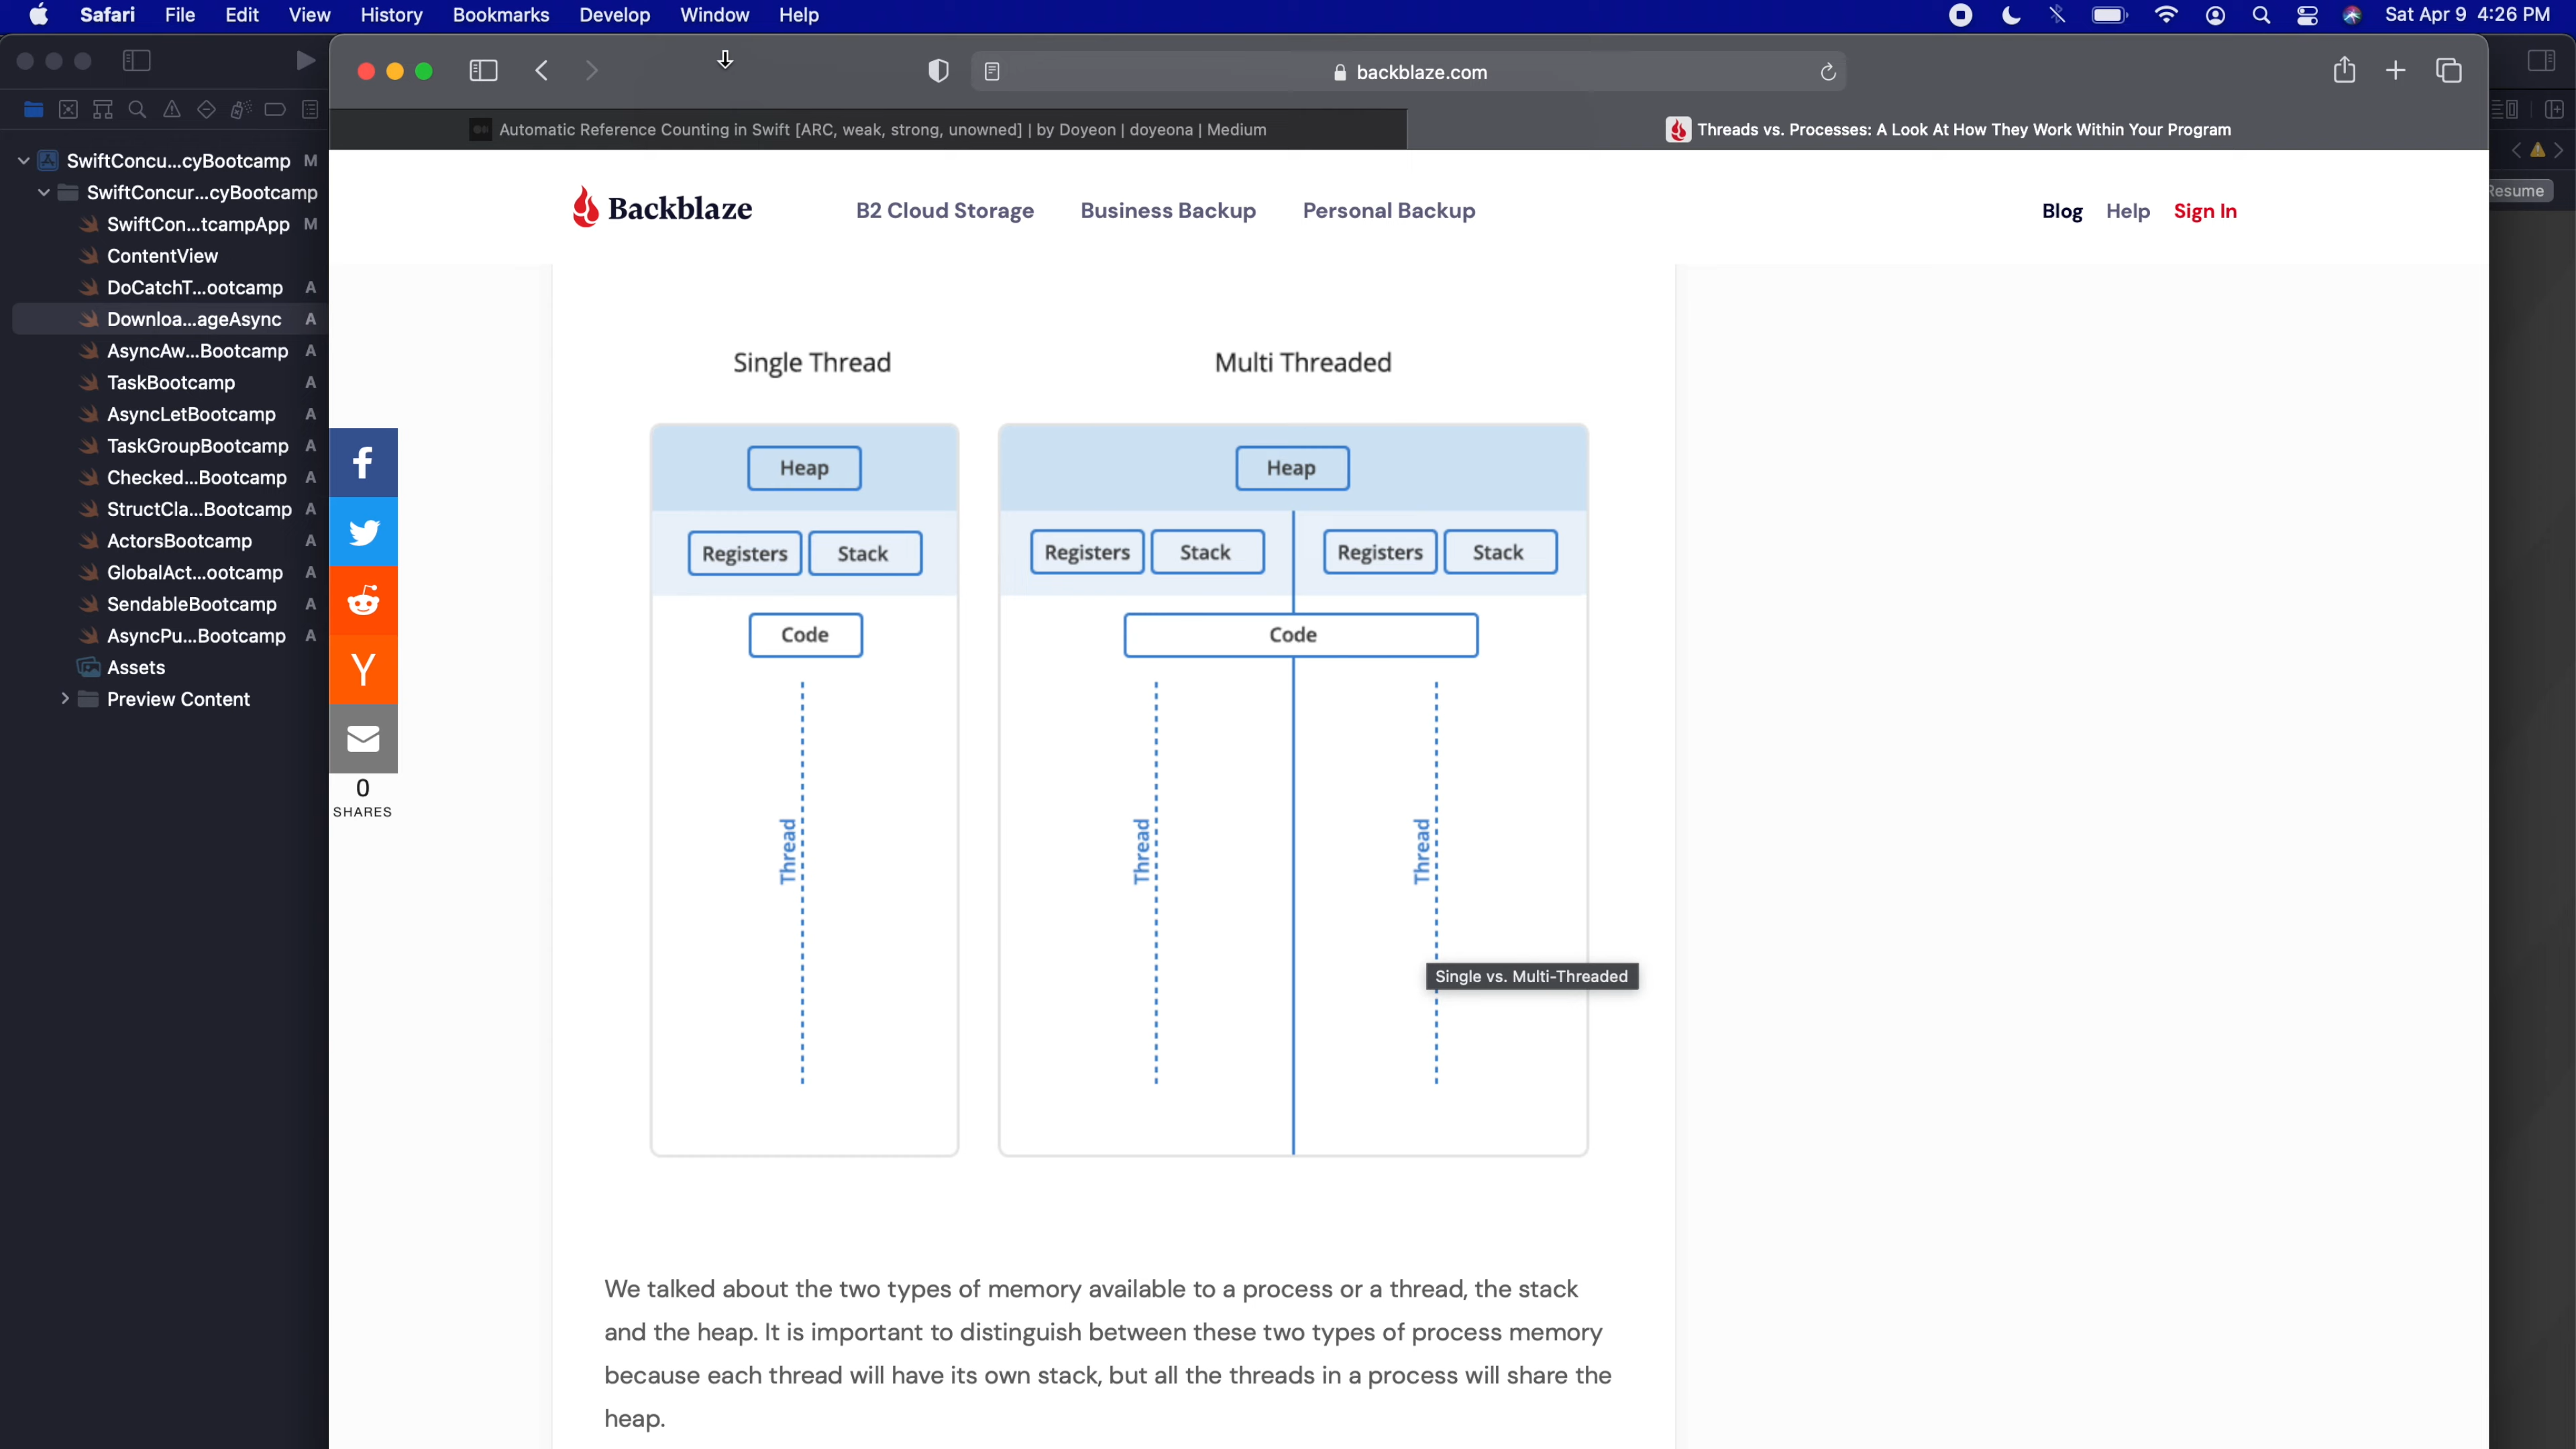 Safari File Edit View History Bookmarks Develop Window Help
Sat Apr 9 4:26 PM
backblaze.com
Automatic Reference Counting in Swift [ARC, weak, strong, unowned] | by Doyeon | doyeona | Medium
Threads vs. Processes: A Look At How They Work Within Your Program
SwiftConcu...cyBootcamp M
SwiftConcur...cyBootcamp
SwiftCon...tcampApp M
ContentView
DoCatchT...ootcamp A
Downloa...ageAsync A
AsyncAw...Bootcamp A
TaskBootcamp A
AsyncLetBootcamp A
TaskGroupBootcamp A
Checked...Bootcamp A
StructCla...Bootcamp A
ActorsBootcamp A
GlobalAct...ootcamp A
SendableBootcamp A
AsyncPu...Bootcamp A
Assets
Preview Content
Resume
Backblaze
B2 Cloud Storage Business Backup Personal Backup
Blog Help Sign In
0
SHARES
Single Thread
Heap
Registers Stack
Code
Thread
Multi Threaded
Heap
Registers Stack Registers Stack
Code
Thread Thread
Single vs. Multi-Threaded
We talked about the two types of memory available to a process or a thread, the stack
and the heap. It is important to distinguish between these two types of process memory
because each thread will have its own stack, but all the threads in a process will share the
heap.